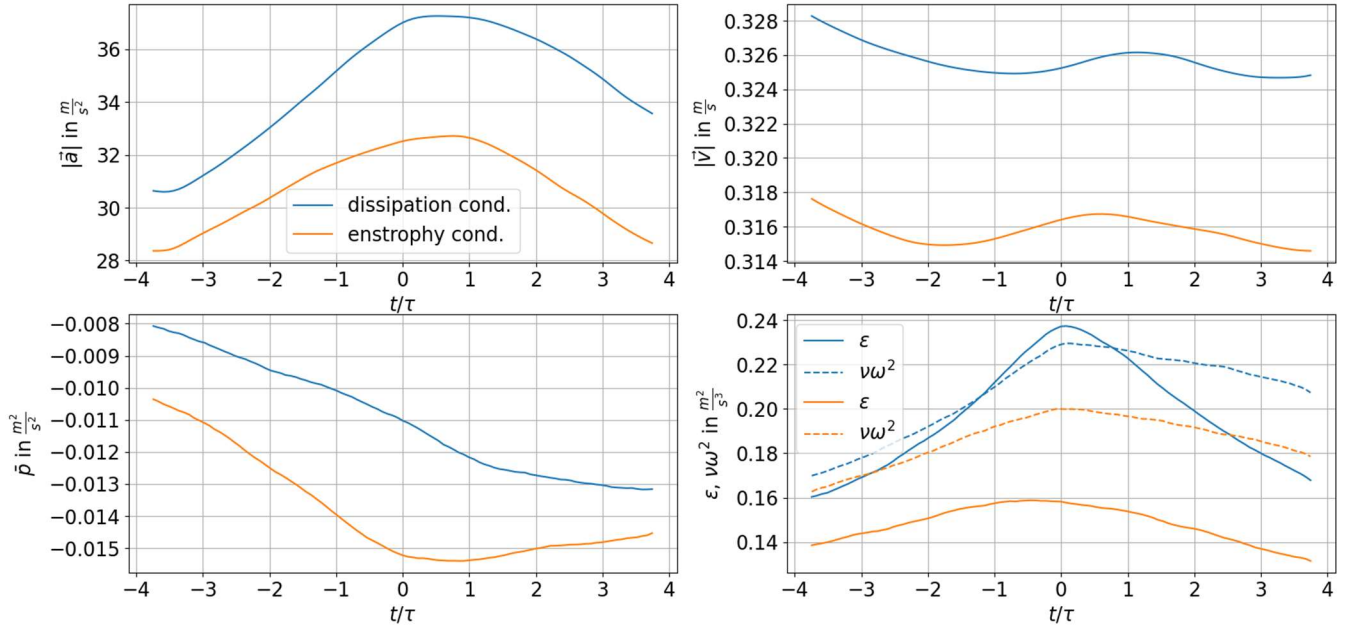 36
34
32
30
28
|a⃗| in m/s²
dissipation cond.
enstrophy cond.
−4 −3 −2 −1 0 1 2 3 4
t/τ
0.328
0.326
0.324
0.322
0.320
0.318
0.316
0.314
|v⃗| in m/s
−4 −3 −2 −1 0 1 2 3 4
t/τ
−0.008
−0.009
−0.010
−0.011
−0.012
−0.013
−0.014
−0.015
p̄ in m²/s²
−4 −3 −2 −1 0 1 2 3 4
t/τ
0.24
0.22
0.20
0.18
0.16
0.14
ε, νω² in m²/s³
ε
νω²
ε
νω²
−4 −3 −2 −1 0 1 2 3 4
t/τ